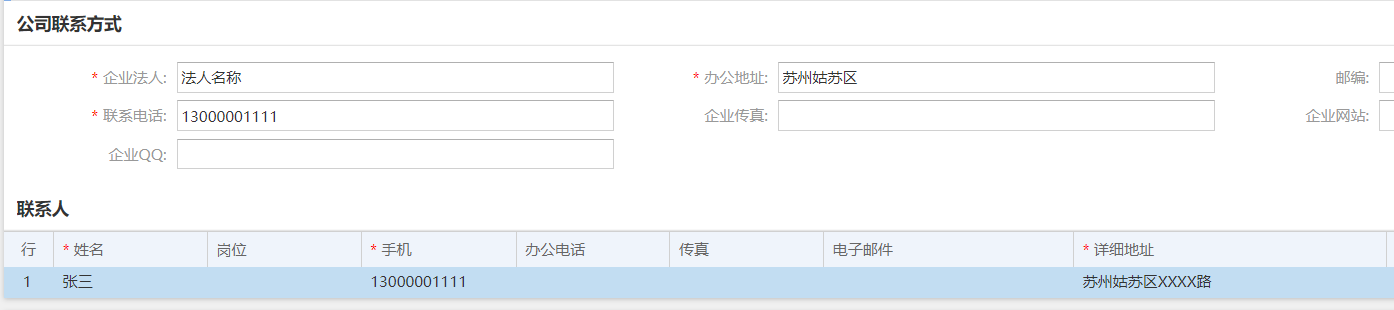 公司联系方式
* 企业法人: 法人名称 * 办公地址: 苏州姑苏区 邮编:
* 联系电话: 13000001111 企业传真: 企业网站:
企业QQ:
联系人
行 * 姓名 岗位 * 手机 办公电话 传真 电子邮件 * 详细地址
1 张三 13000001111 苏州姑苏区XXXX路